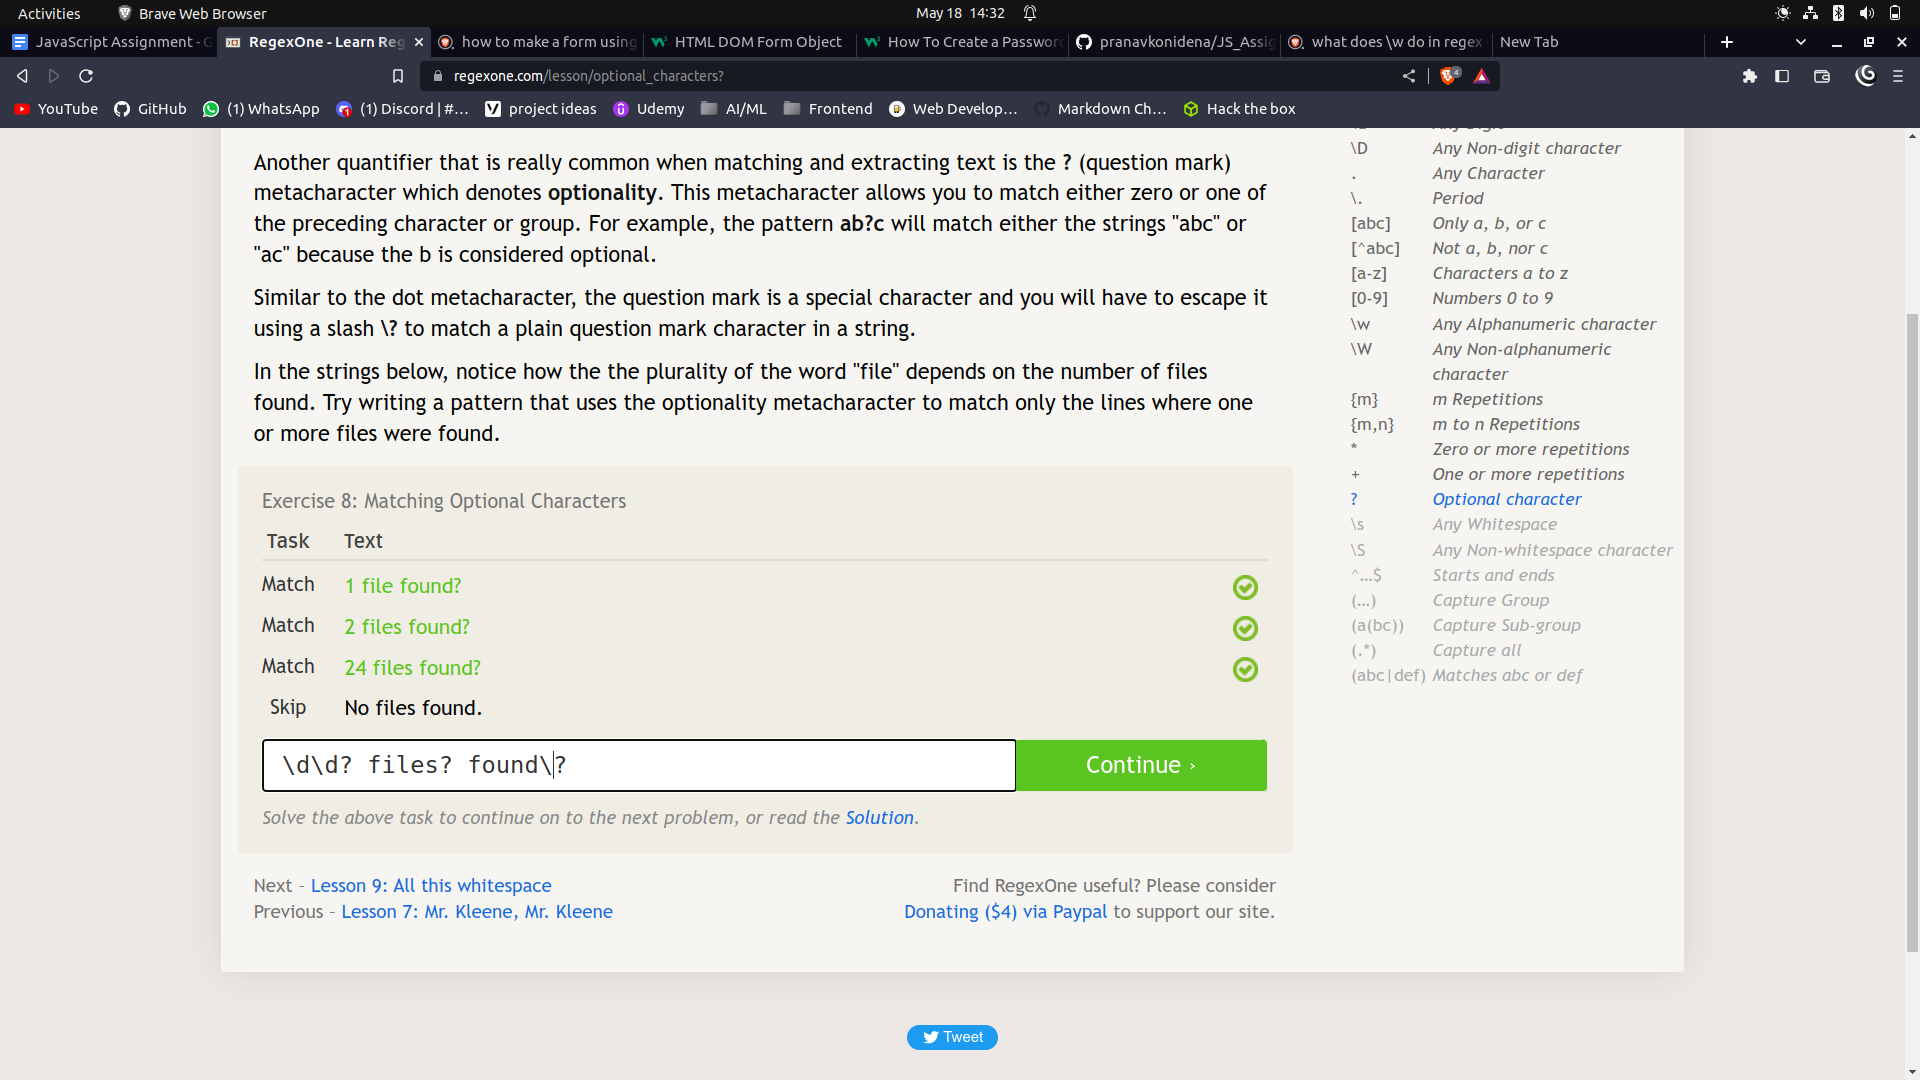 Activities
Brave Web Browser
May 18 14:32
JavaScript Assignment - G
RegexOne - Learn Reg
how to make a form using
HTML DOM Form Object
How To Create a Passwor
pranavkonidena/JS_Assig
what does \w do in regex
New Tab
regexone.com/lesson/optional_characters?
4
YouTube
GitHub
(1) WhatsApp
(1) Discord | #...
project ideas
Udemy
AI/ML
Frontend
Web Develop...
Markdown Ch...
Hack the box
Another quantifier that is really common when matching and extracting text is the ? (question mark)
metacharacter which denotes optionality. This metacharacter allows you to match either zero or one of
the preceding character or group. For example, the pattern ab?c will match either the strings "abc" or
"ac" because the b is considered optional.
Similar to the dot metacharacter, the question mark is a special character and you will have to escape it
using a slash \? to match a plain question mark character in a string.
In the strings below, notice how the the plurality of the word "file" depends on the number of files
found. Try writing a pattern that uses the optionality metacharacter to match only the lines where one
or more files were found.
Exercise 8: Matching Optional Characters
Task Text
Match 1 file found?
Match 2 files found?
Match 24 files found?
Skip No files found.
\d\d? files? found\?
Continue ›
Solve the above task to continue on to the next problem, or read the Solution.
Next – Lesson 9: All this whitespace
Previous – Lesson 7: Mr. Kleene, Mr. Kleene
Find RegexOne useful? Please consider
Donating ($4) via Paypal to support our site.
\D Any Non-digit character
. Any Character
\. Period
[abc] Only a, b, or c
[^abc] Not a, b, nor c
[a-z] Characters a to z
[0-9] Numbers 0 to 9
\w Any Alphanumeric character
\W Any Non-alphanumeric
character
{m} m Repetitions
{m,n} m to n Repetitions
* Zero or more repetitions
+ One or more repetitions
? Optional character
\s Any Whitespace
\S Any Non-whitespace character
^...$ Starts and ends
(...) Capture Group
(a(bc)) Capture Sub-group
(.*) Capture all
(abc|def) Matches abc or def
Tweet